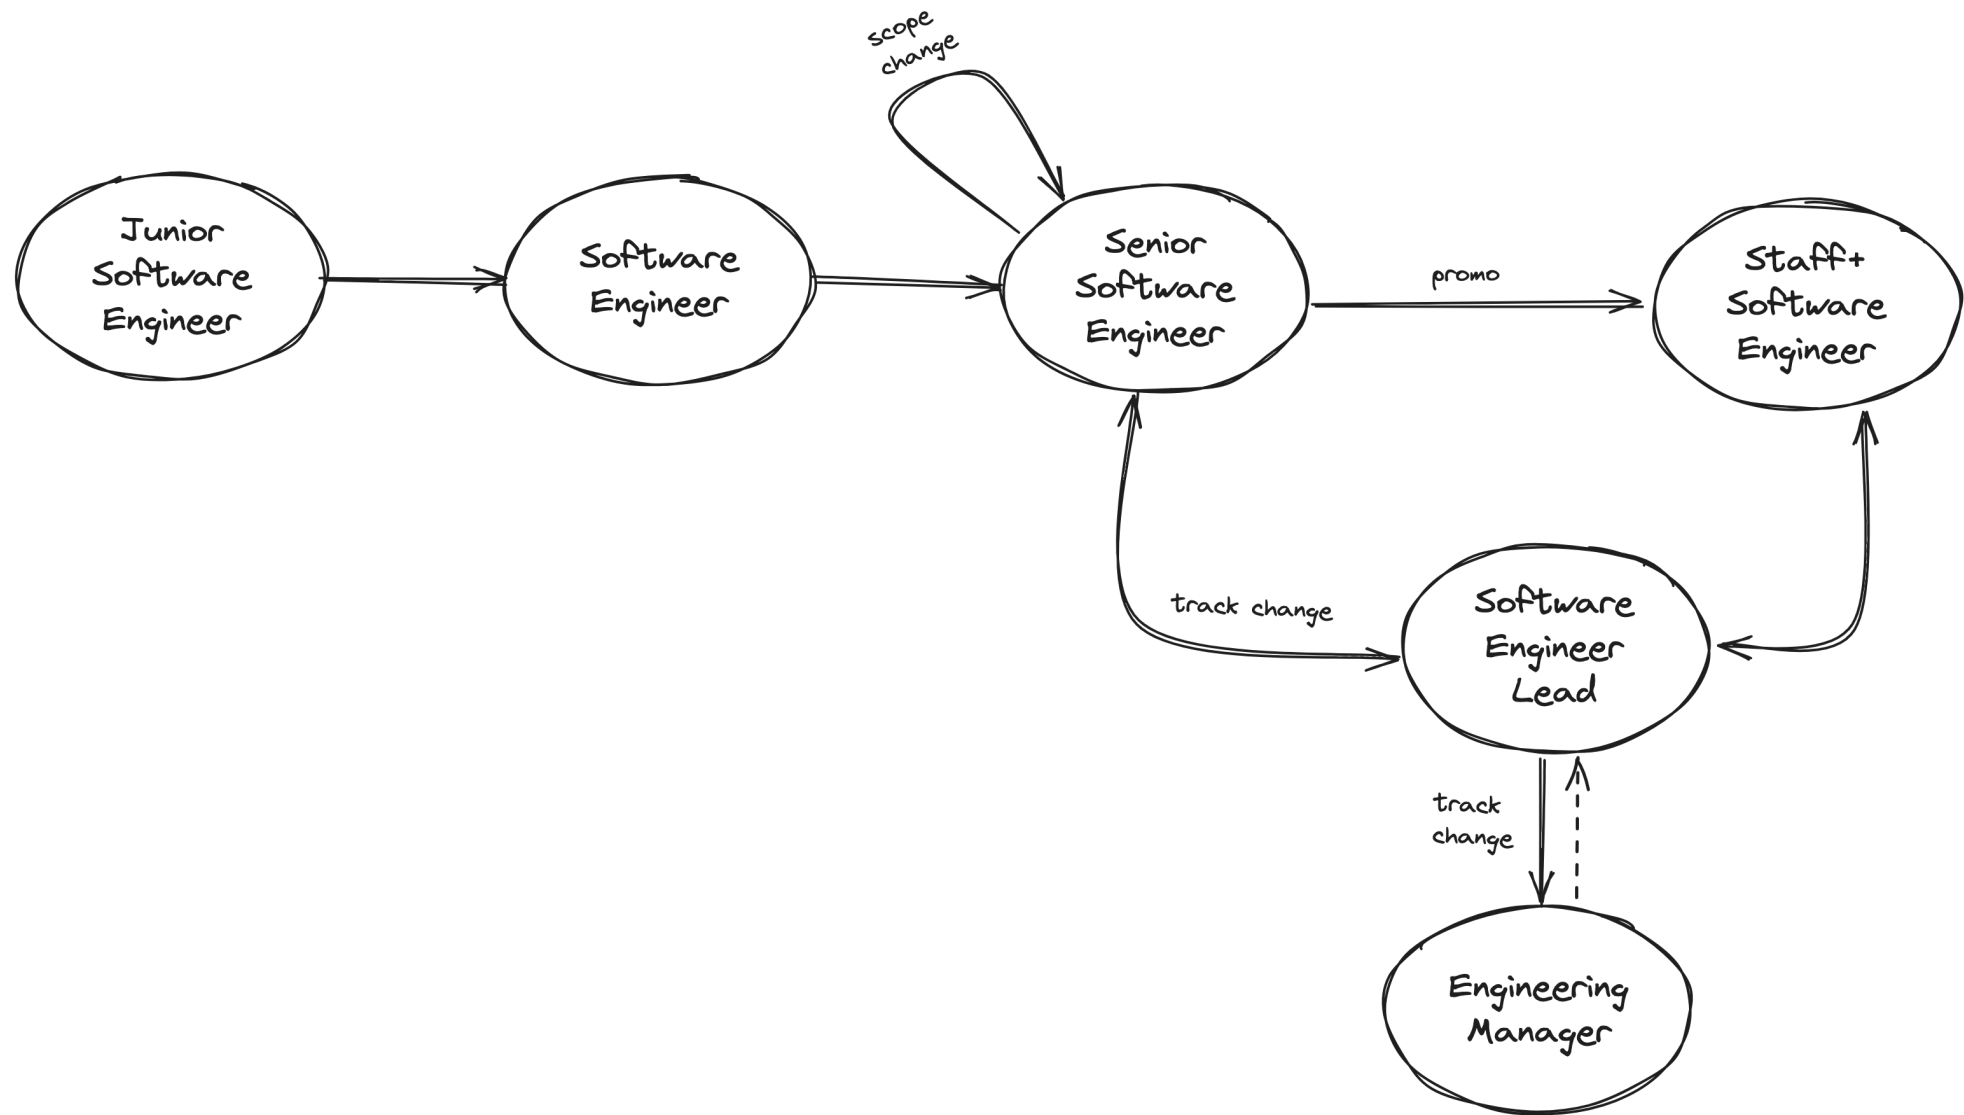 scope
change
Junior
Software
Engineer
Software
Engineer
Senior
Software
Engineer
promo
Staff+
Software
Engineer
track change
Software
Engineer
Lead
track
change
Engineering
Manager